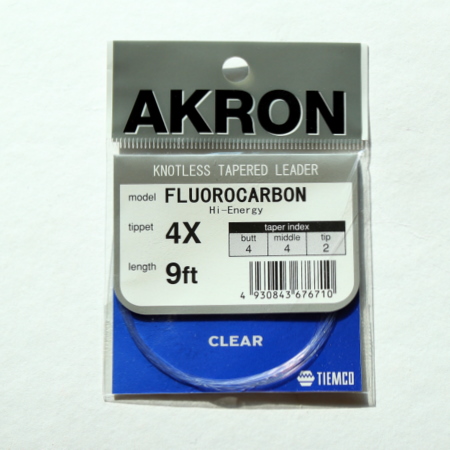 AKRON
KNOTLESS TAPERED LEADER
model FLUOROCARBON
Hi-Energy
tippet 4X
taper index
butt middle tip
4 4 2
length 9ft
4 930843 676710
CLEAR
TIEMCO